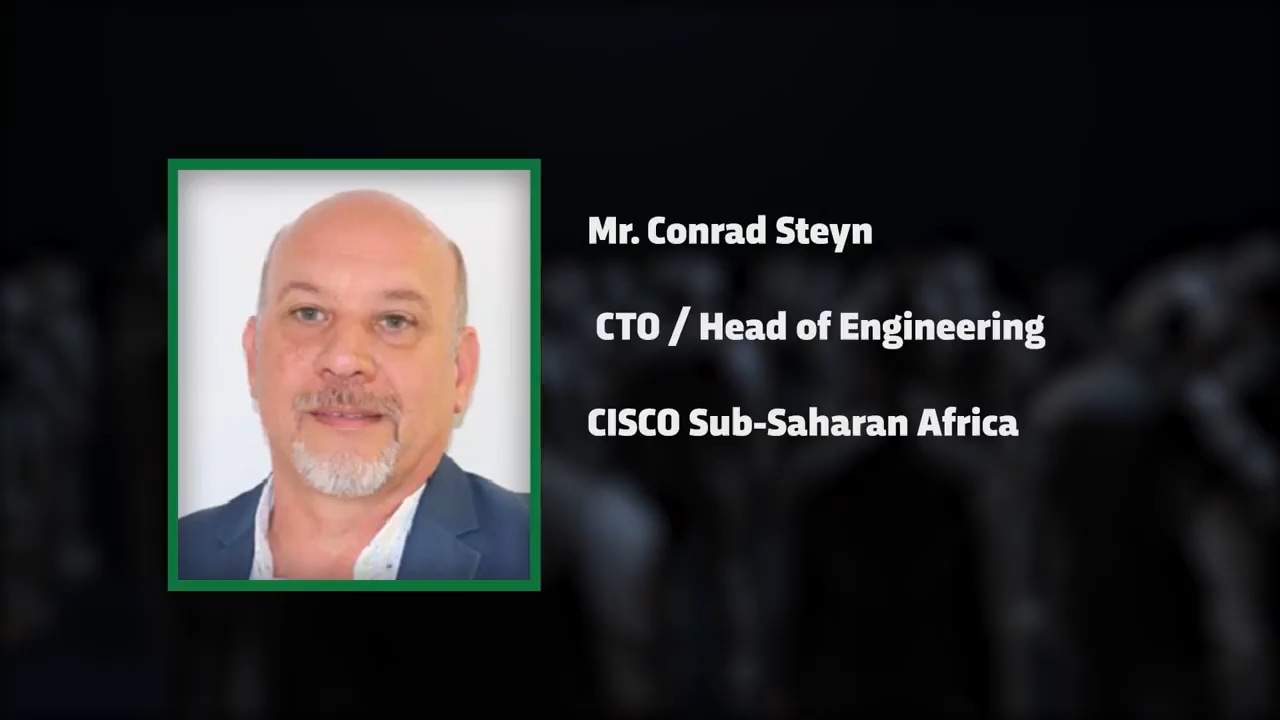 Mr. Conrad Steyn
CTO / Head of Engineering
CISCO Sub-Saharan Africa